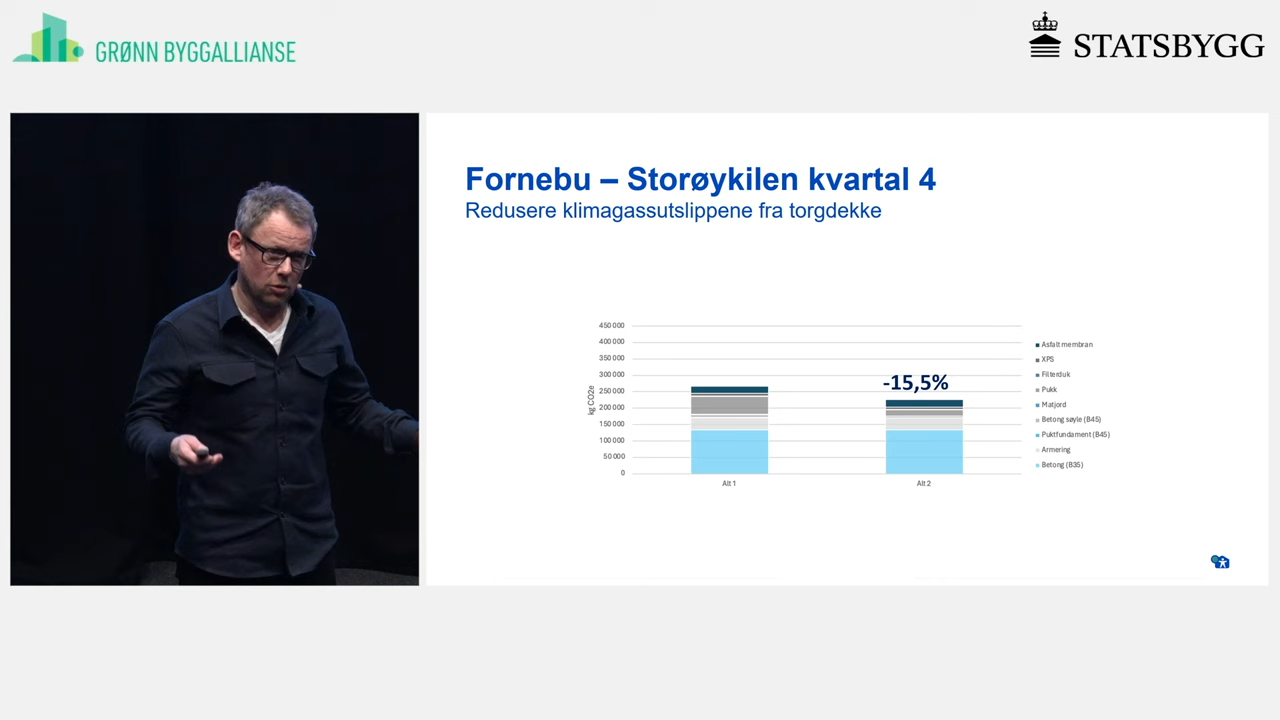 GRØNN BYGGALLIANSE
STATSBYGG
Fornebu – Storøykilen kvartal 4
Redusere klimagassutslippene fra torgdekke
450 000
400 000
350 000
300 000
250 000
200 000
150 000
100 000
50 000
0
kg CO2e
-15,5%
Alt 1
Alt 2
Asfalt membran
XPS
Filterduk
Pukk
Matjord
Betong søyle (B45)
Puktfundament (B45)
Armering
Betong (B35)